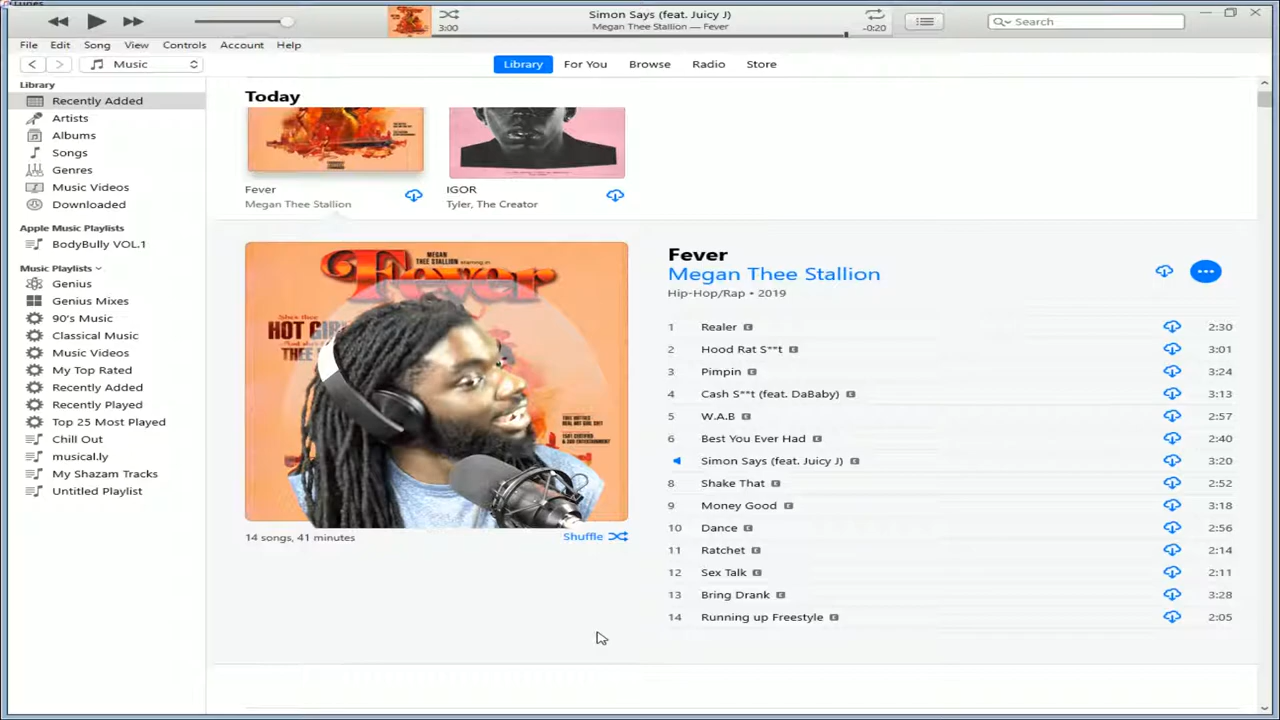 Simon Says (feat. Juicy J)
3:00
Megan Thee Stallion — Fever
-0:20
Search
File Edit Song View Controls Account Help
Music
Library For You Browse Radio Store
Library
Recently Added
Artists
Albums
Songs
Genres
Music Videos
Downloaded
Apple Music Playlists
BodyBully VOL.1
Music Playlists
Genius
Genius Mixes
90's Music
Classical Music
Music Videos
My Top Rated
Recently Added
Recently Played
Top 25 Most Played
Chill Out
musical.ly
My Shazam Tracks
Untitled Playlist
Today
Fever
Megan Thee Stallion
IGOR
Tyler, The Creator
MEGAN
THEE STALLION
Fever
HOT
THEE
14 songs, 41 minutes
Shuffle
Fever
Megan Thee Stallion
Hip-Hop/Rap • 2019
1 Realer E 2:30
2 Hood Rat S**t E 3:01
3 Pimpin E 3:24
4 Cash S**t (feat. DaBaby) E 3:13
5 W.A.B E 2:57
6 Best You Ever Had E 2:40
Simon Says (feat. Juicy J) E 3:20
8 Shake That E 2:52
9 Money Good E 3:18
10 Dance E 2:56
11 Ratchet E 2:14
12 Sex Talk E 2:11
13 Bring Drank E 3:28
14 Running up Freestyle E 2:05